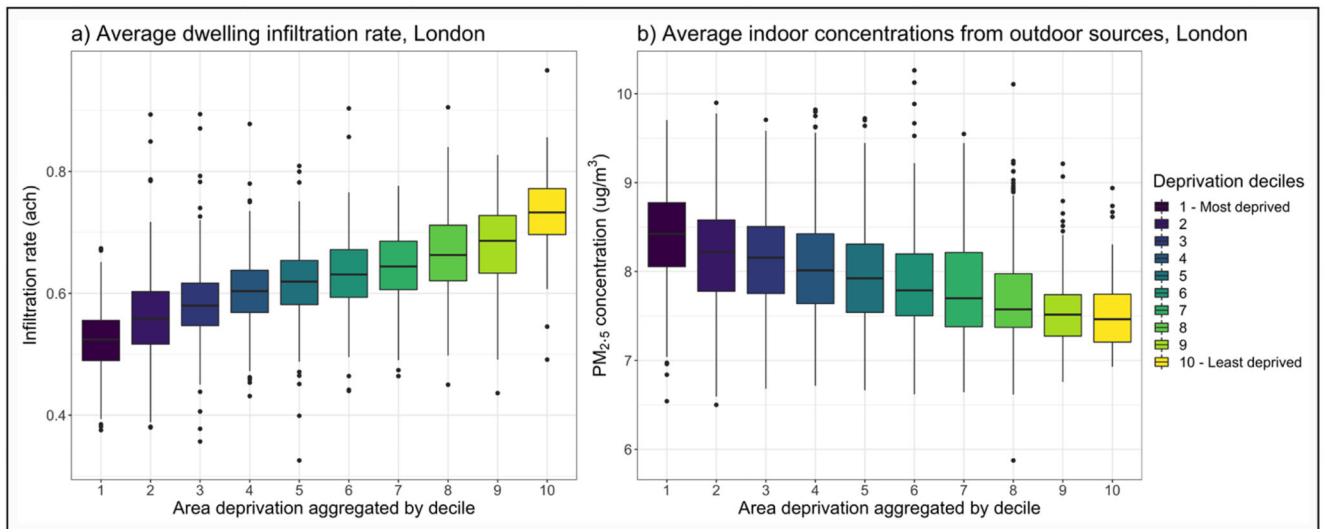 a) Average dwelling infiltration rate, London
Infiltration rate (ach)
0.8
0.6
0.4
1 2 3 4 5 6 7 8 9 10
Area deprivation aggregated by decile
b) Average indoor concentrations from outdoor sources, London
PM₂.₅ concentration (ug/m³)
10
9
8
7
6
1 2 3 4 5 6 7 8 9 10
Area deprivation aggregated by decile
Deprivation deciles
1 - Most deprived
2
3
4
5
6
7
8
9
10 - Least deprived